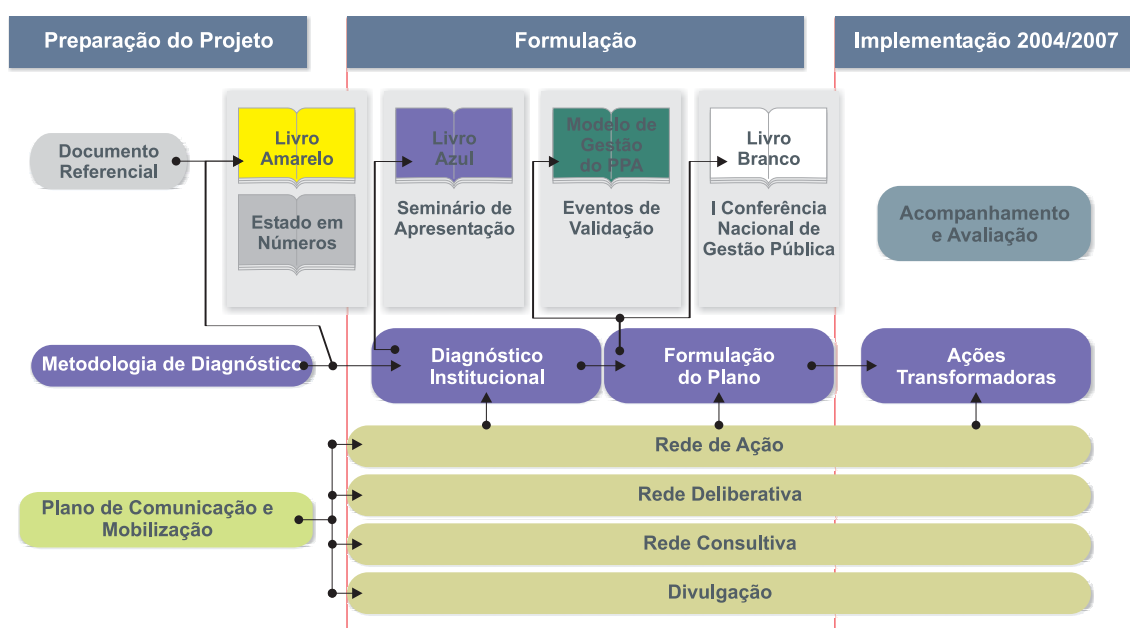 Preparação do Projeto
Formulação
Implementação 2004/2007
Documento
Referencial
Livro
Amarelo
Estado em
Números
Livro
Azul
Seminário de
Apresentação
Modelo de
Gestão
do PPA
Eventos de
Validação
Livro
Branco
I Conferência
Nacional de
Gestão Pública
Acompanhamento
e Avaliação
Metodologia de Diagnóstico
Diagnóstico
Institucional
Formulação
do Plano
Ações
Transformadoras
Plano de Comunicação e
Mobilização
Rede de Ação
Rede Deliberativa
Rede Consultiva
Divulgação